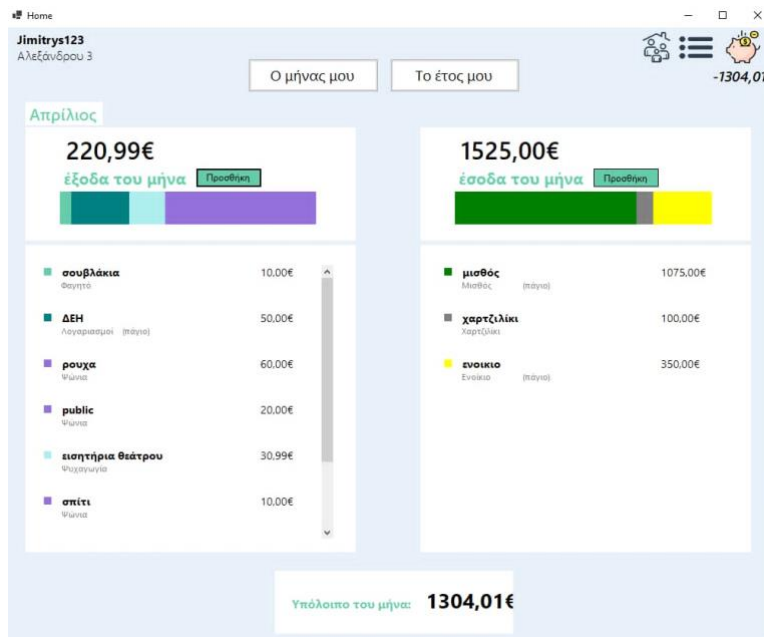 Home
Jimitrys123
Αλεξάνδρου 3
Ο μήνας μου
Το έτος μου
-1304,01
Απρίλιος
220,99€
έξοδα του μήνα
Προσθήκη
σουβλάκια 10,00€
Φαγητό
ΔΕΗ 50,00€
Λογαριασμοί (πάγιο)
ρουχα 60,00€
Ψώνια
public 20,00€
Ψώνια
εισητήρια θεάτρου 30,99€
Ψυχαγωγία
σπίτι 10,00€
Ψώνια
1525,00€
έσοδα του μήνα
Προσθήκη
μισθός 1075,00€
Μισθός (πάγιο)
χαρτζιλίκι 100,00€
Χαρτζιλίκι
ενοικιο 350,00€
Ενοίκιο (πάγιο)
Υπόλοιπο του μήνα: 1304,01€